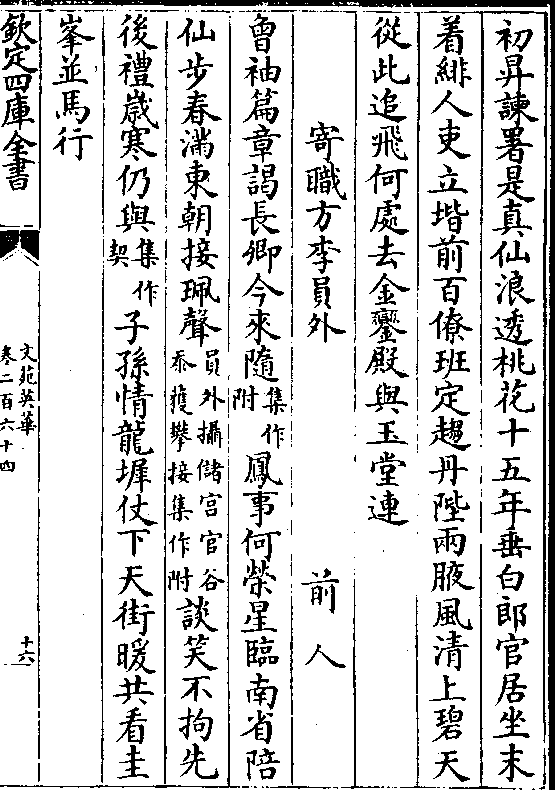 初昇諫署是真仙浪透桃花十五年垂白郎官居坐末
着緋人吏立堦前百僚班定趨丹陛兩腋風清上碧天
從此追飛何處去金鑾殿與玉堂連
寄職方李員外　前人
曾袖篇章謁長卿今來隨集作附鳳事何榮星臨南省陪
仙步春滿東朝接珮聲員外攝儲宫官谷忝獲攀接集作附談笑不拘先
後禮歲寒仍與集作契子孫情龍墀仗下天街暖共看圭
峯並馬行
欽定四庫全書
文苑英華
卷二百六十四
十六